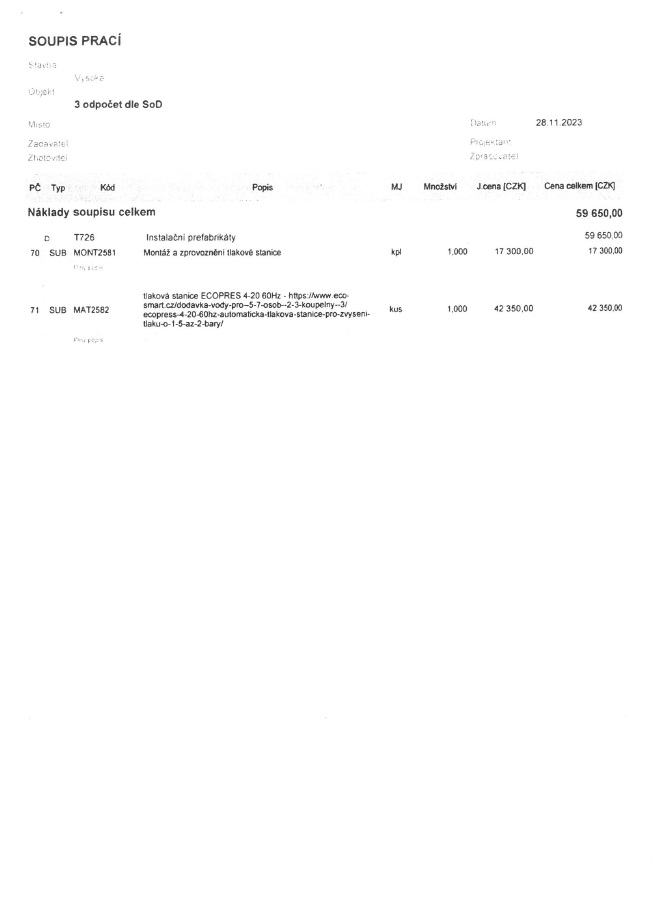 SOUPIS PRACÍ
Stavba
Vysoká
Objekt
3 odpočet dle SoD
Místo
Datum 28.11.2023
Zadavatel
Projektant
Zhotovitel
Zpracovatel
PČ Typ Kód Popis MJ Množství J.cena [CZK] Cena celkem [CZK]
Náklady soupisu celkem 59 650,00
D T726 Instalační prefabrikáty 59 650,00
70 SUB MONT2581 Montáž a zprovoznění tlakové stanice kpl 1,000 17 300,00 17 300,00
Plný popis
tlaková stanice ECOPRES 4-20 60Hz - https://www.eco-
smart.cz/dodavka-vody-pro--5-7-osob--2-3-koupelny--3/
71 SUB MAT2582 ecopress-4-20-60hz-automaticka-tlakova-stanice-pro-zvyseni- kus 1,000 42 350,00 42 350,00
tlaku-o-1-5-az-2-bary/
Plný popis